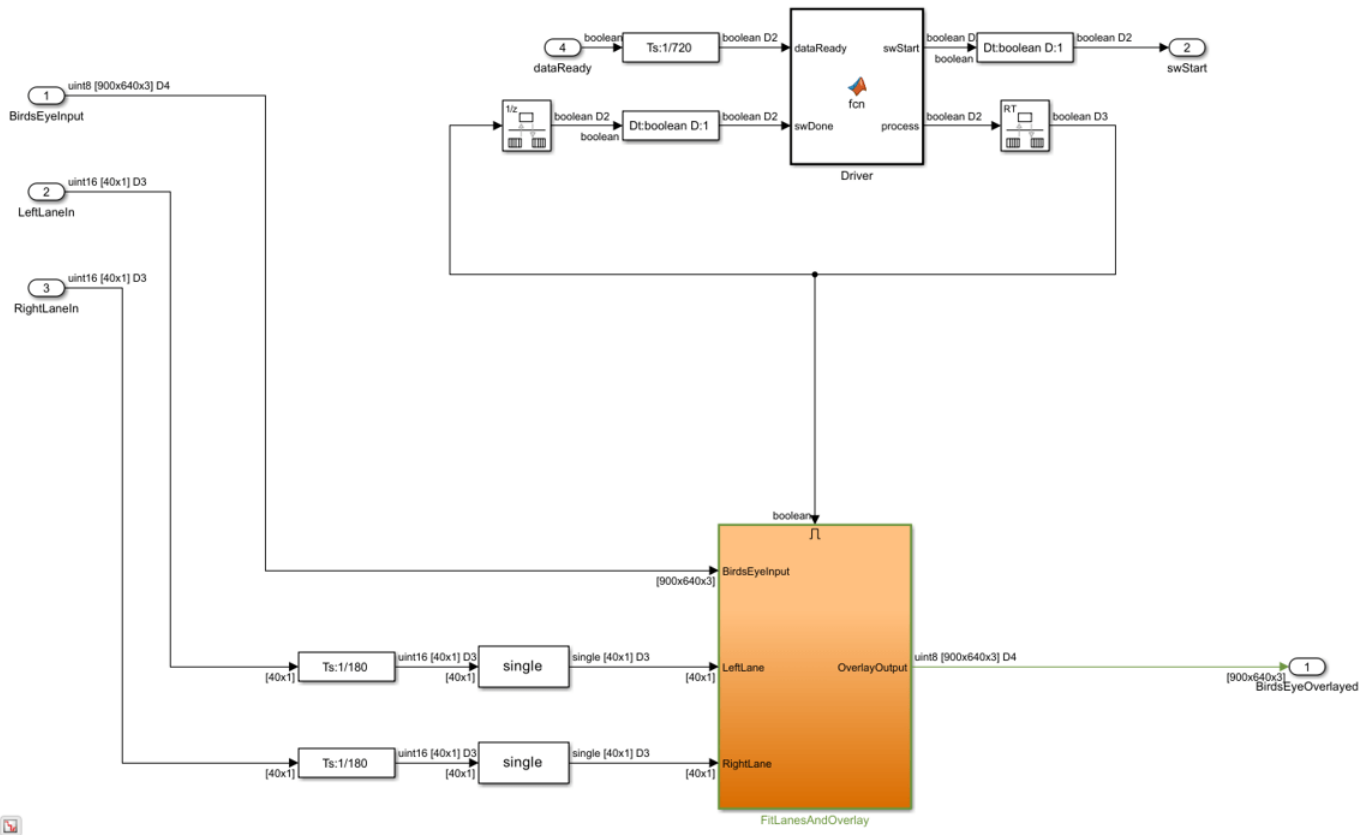 4
boolean
dataReady
Ts:1/720
boolean D2
dataReady
swStart
swDone
process
fcn
Driver
boolean D
boolean
Dt:boolean D:1
boolean D2
2
swStart
1
uint8 [900x640x3] D4
BirdsEyeInput
1/z
boolean D2
boolean
Dt:boolean D:1
boolean D2
boolean D2
RT
boolean D3
2
uint16 [40x1] D3
LeftLaneIn
3
uint16 [40x1] D3
RightLaneIn
boolean
[900x640x3]
BirdsEyeInput
Ts:1/180
[40x1]
uint16 [40x1] D3
[40x1]
single
single [40x1] D3
[40x1]
LeftLane
OverlayOutput
uint8 [900x640x3] D4
[900x640x3]
1
BirdsEyeOverlayed
Ts:1/180
[40x1]
uint16 [40x1] D3
[40x1]
single
single [40x1] D3
[40x1]
RightLane
FitLanesAndOverlay